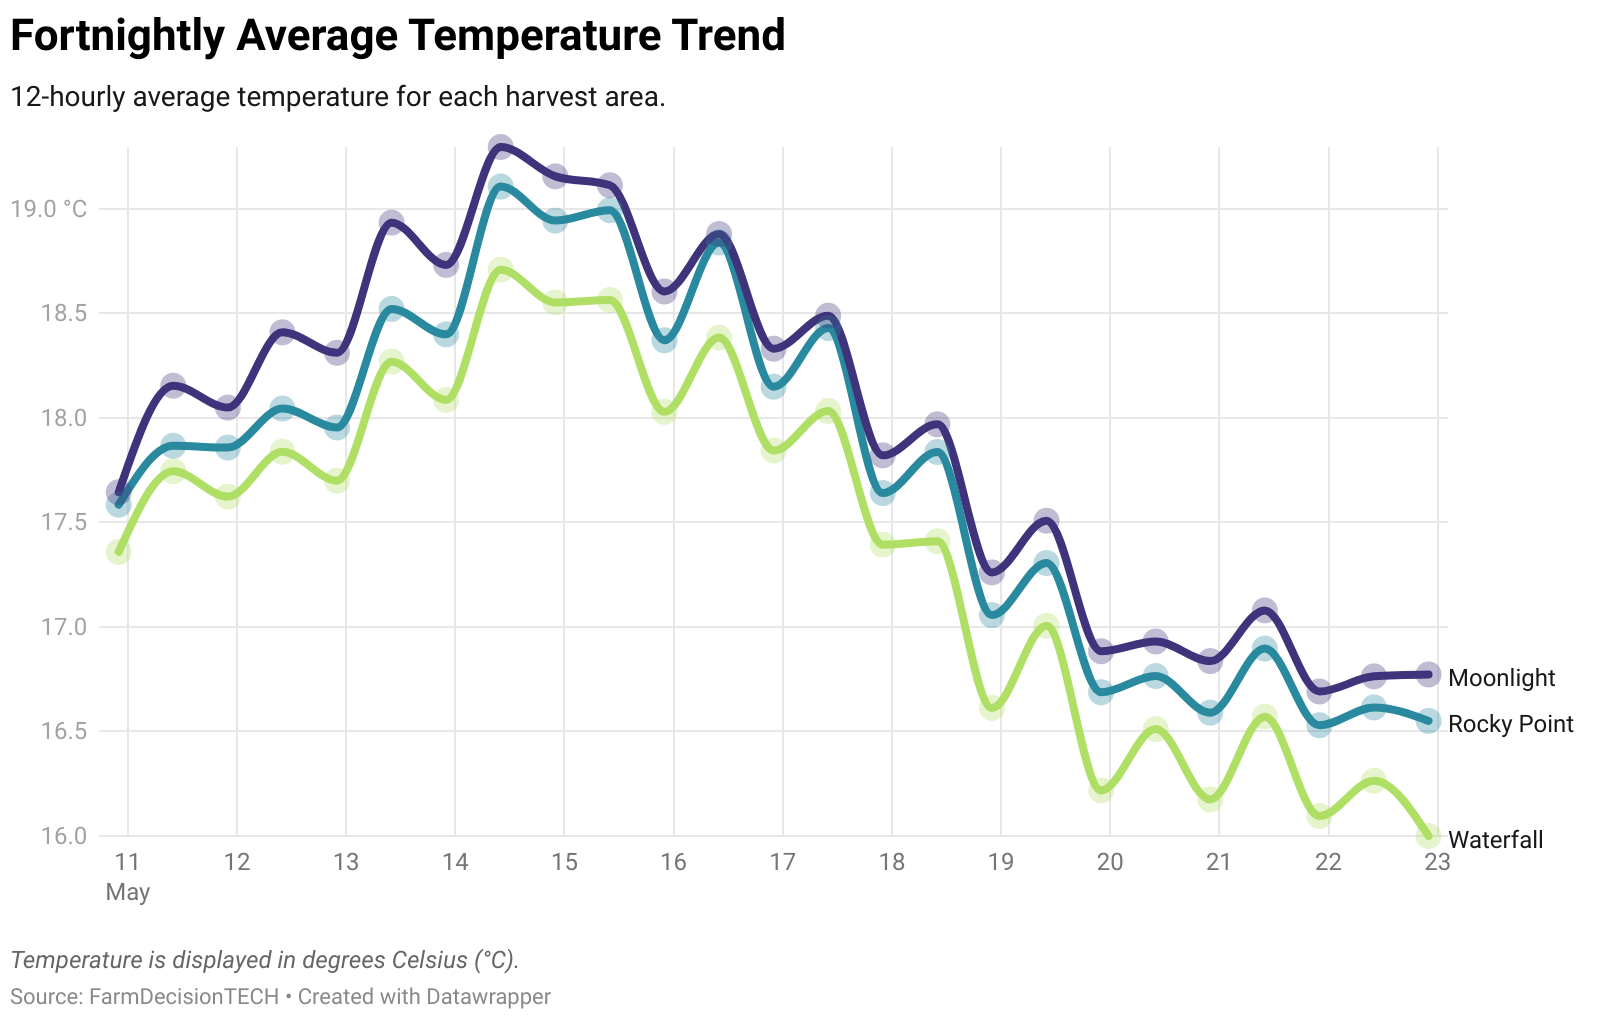 Fortnightly Average Temperature Trend
12-hourly average temperature for each harvest area.
19.0 °C
18.5
18.0
17.5
17.0
16.5
16.0
Moonlight
Rocky Point
Waterfall
11 12 13 14 15 16 17 18 19 20 21 22 23
May
Temperature is displayed in degrees Celsius (°C).
Source: FarmDecisionTECH • Created with Datawrapper